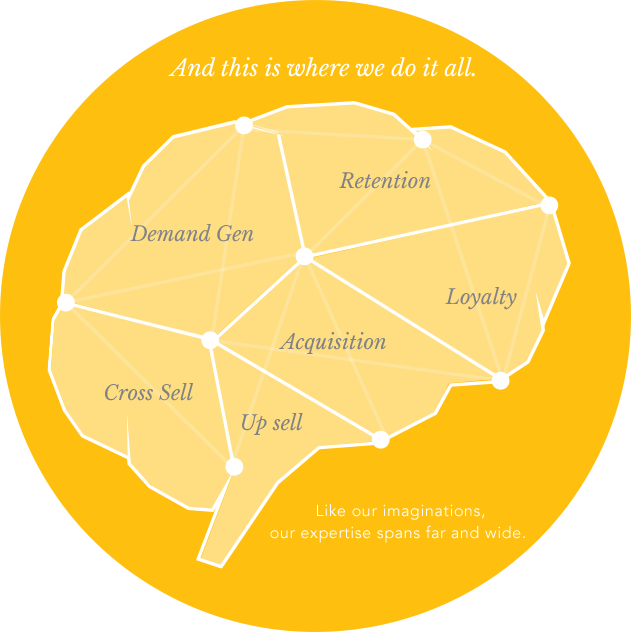 And this is where we do it all.
Retention
Demand Gen
Loyalty
Acquisition
Cross Sell
Up sell
Like our imaginations,
our expertise spans far and wide.